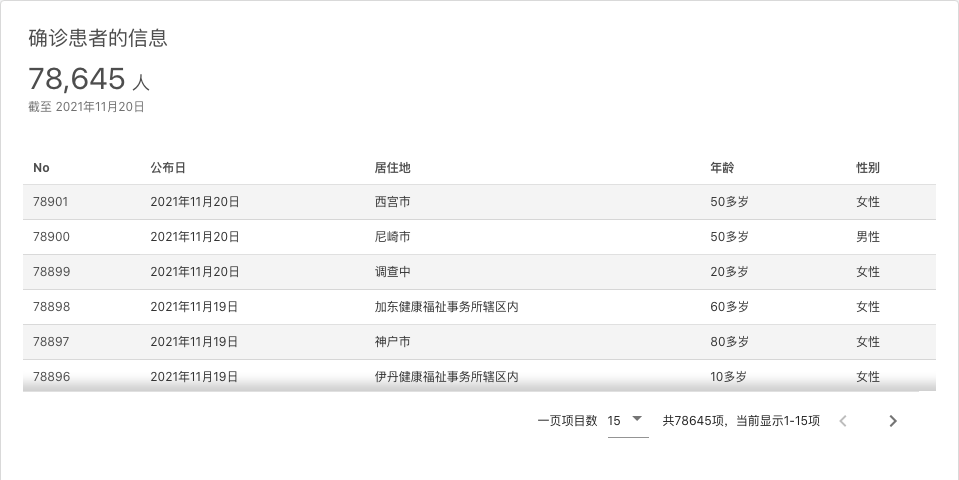 确诊患者的信息
78,645 人
截至 2021年11月20日
No 公布日 居住地 年龄 性别
78901 2021年11月20日 西宫市 50多岁 女性
78900 2021年11月20日 尼崎市 50多岁 男性
78899 2021年11月20日 调查中 20多岁 女性
78898 2021年11月19日 加东健康福祉事务所辖区内 60多岁 女性
78897 2021年11月19日 神户市 80多岁 女性
78896 2021年11月19日 伊丹健康福祉事务所辖区内 10多岁 女性
一页项目数 15 共78645项，当前显示1-15项